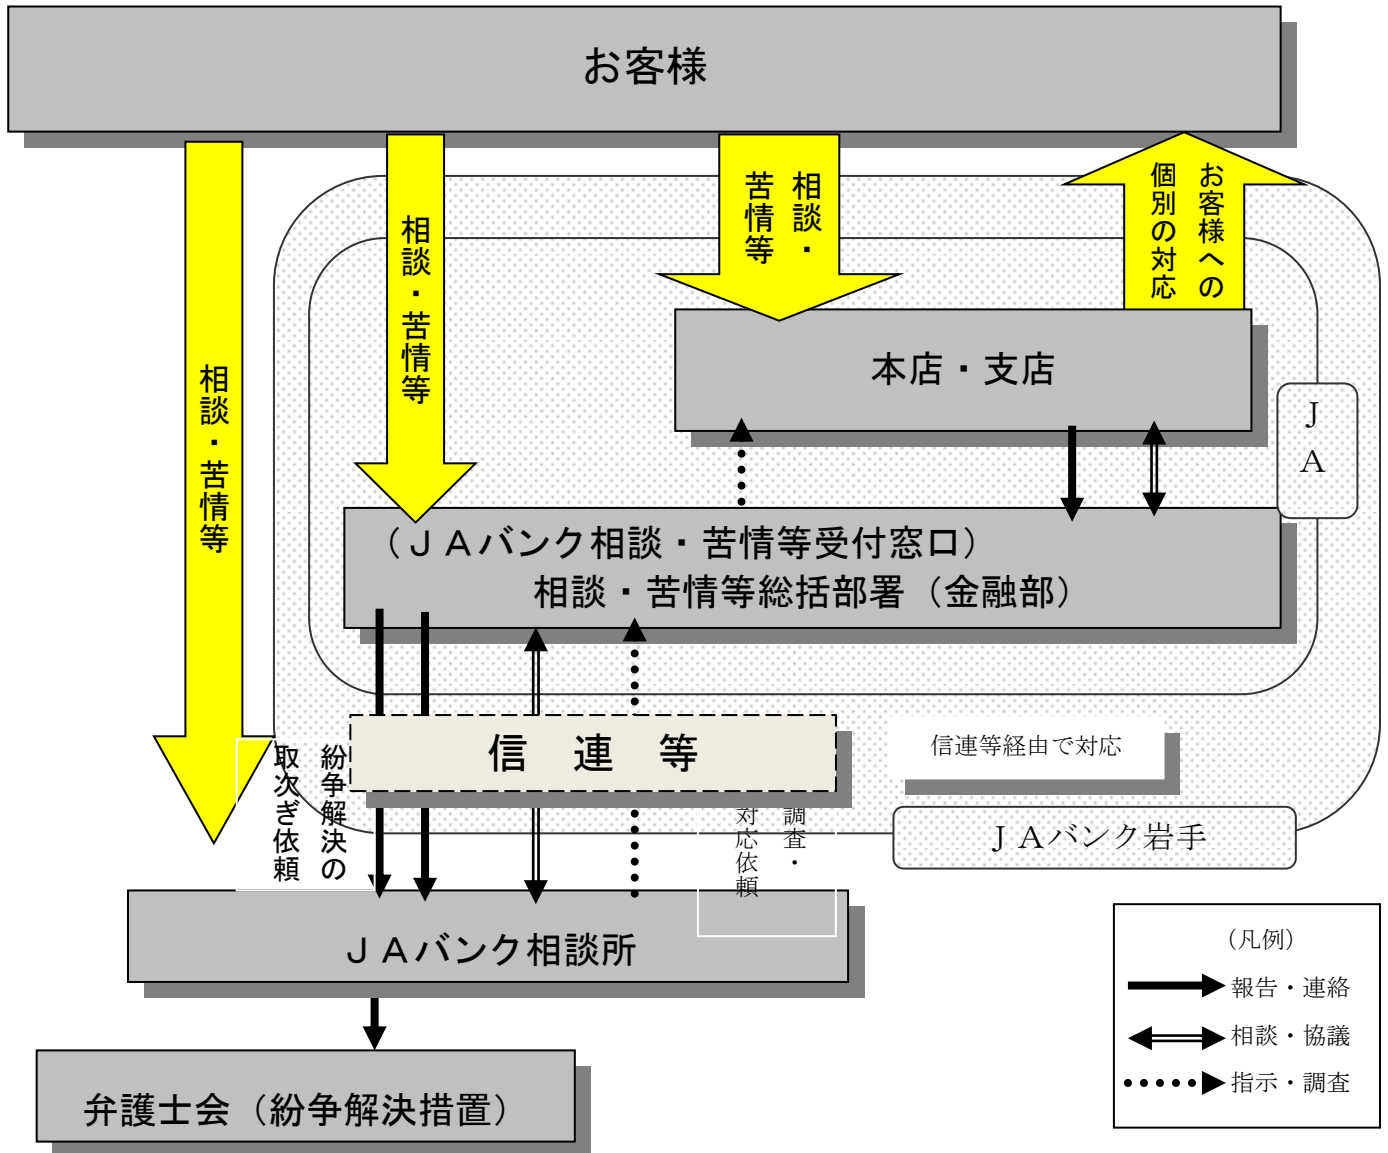 お客様
相談・苦情等
相談・苦情等
相談・
苦情等
お客様への
個別の対応
本店・支店
ＪＡ
（ＪＡバンク相談・苦情等受付窓口）
相談・苦情等総括部署（金融部）
信連等
信連等経由で対応
ＪＡバンク岩手
紛争解決の
取次ぎ依頼
調査・
対応依頼
ＪＡバンク相談所
弁護士会（紛争解決措置）
（凡例）
報告・連絡
相談・協議
指示・調査